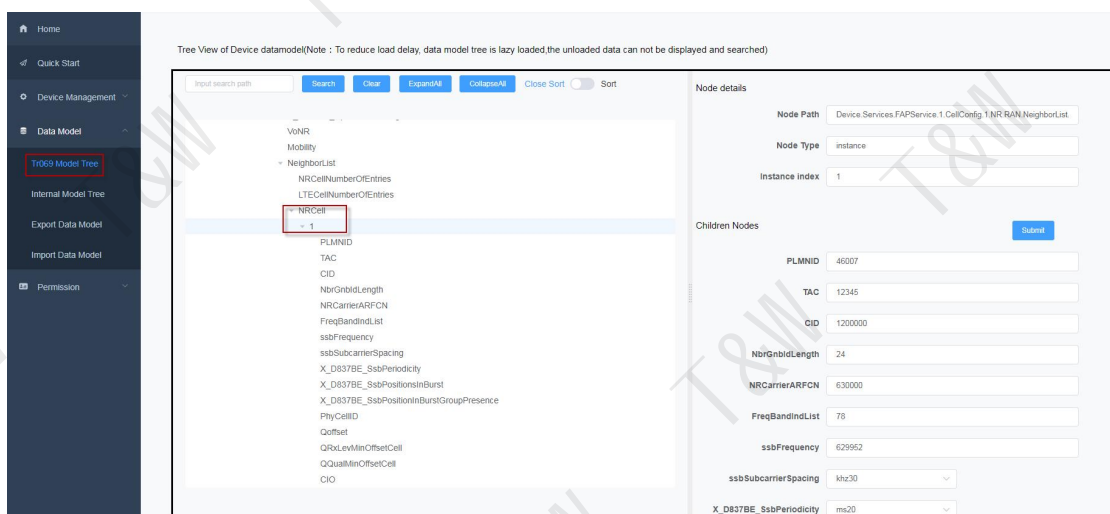 Home
Quick Start
Device Management
Data Model
Tr069 Model Tree
Internal Model Tree
Export Data Model
Import Data Model
Permission
Tree View of Device datamodel(Note : To reduce load delay, data model tree is lazy loaded,the unloaded data can not be displayed and searched)
Input search path Search Clear ExpandAll CollapseAll Close Sort Sort
VoNR
Mobility
NeighborList
NRCellNumberOfEntries
LTECellNumberOfEntries
NRCell
1
PLMNID
TAC
CID
NbrGnbIdLength
NRCarrierARFCN
FreqBandIndList
ssbFrequency
ssbSubcarrierSpacing
X_D837BE_SsbPeriodicity
X_D837BE_SsbPositionsInBurst
X_D837BE_SsbPositionInBurstGroupPresence
PhyCellID
Qoffset
QRxLevMinOffsetCell
QQualMinOffsetCell
CIO
Node details
Node Path Device.Services.FAPService.1.CellConfig.1.NR.RAN.NeighborList.
Node Type instance
Instance index 1
Children Nodes Submit
PLMNID 46007
TAC 12345
CID 1200000
NbrGnbIdLength 24
NRCarrierARFCN 630000
FreqBandIndList 78
ssbFrequency 629952
ssbSubcarrierSpacing khz30
X_D837BE_SsbPeriodicity ms20
T&W
T&W
T&W
T&W